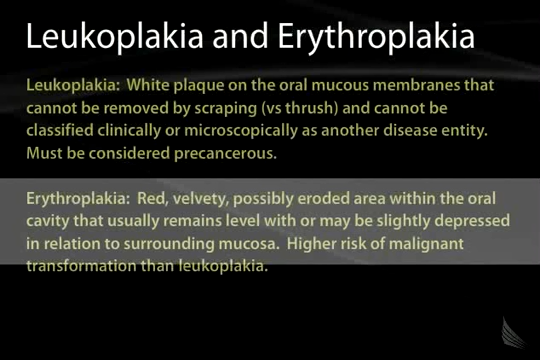 Leukoplakia and Erythroplakia
Leukoplakia: White plaque on the oral mucous membranes that
cannot be removed by scraping (vs thrush) and cannot be
classified clinically or microscopically as another disease entity.
Must be considered precancerous.
Erythroplakia: Red, velvety, possibly eroded area within the oral
cavity that usually remains level with or may be slightly depressed
in relation to surrounding mucosa. Higher risk of malignant
transformation than leukoplakia.